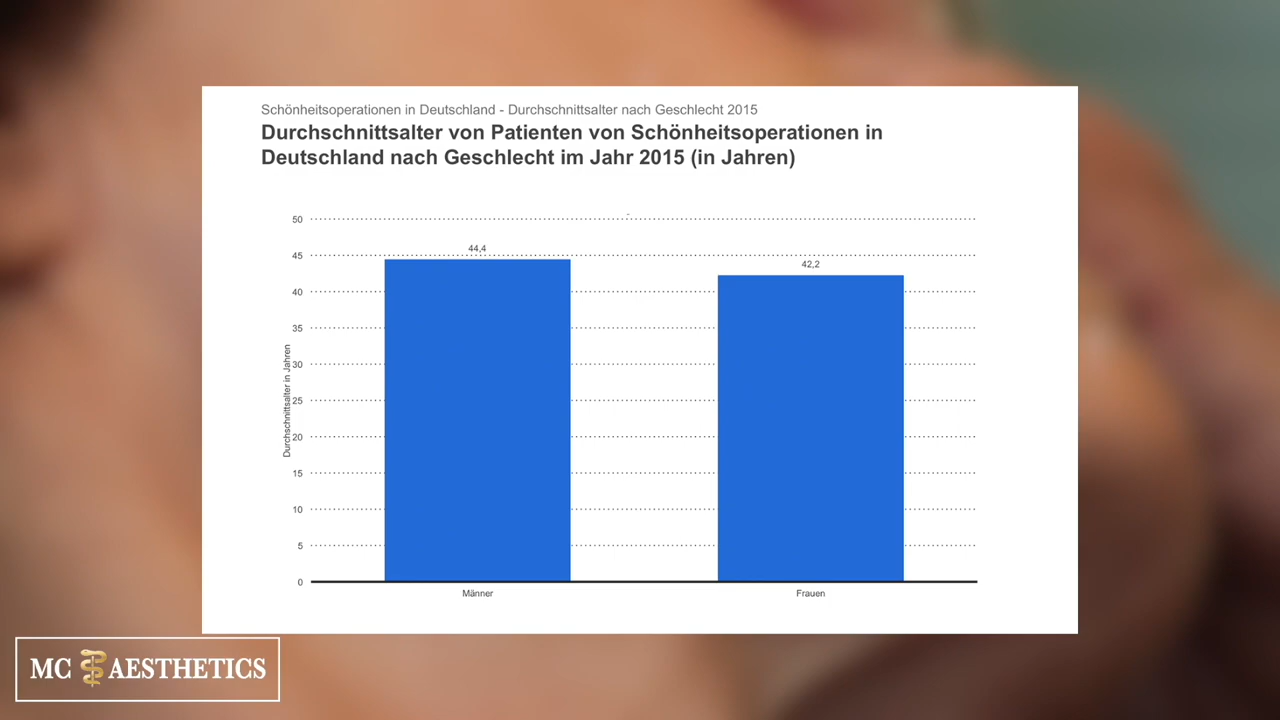 Schönheitsoperationen in Deutschland - Durchschnittsalter nach Geschlecht 2015
Durchschnittsalter von Patienten von Schönheitsoperationen in
Deutschland nach Geschlecht im Jahr 2015 (in Jahren)
Durchschnittsalter in Jahren
50
45
40
35
30
25
20
15
10
5
0
44,4
42,2
Männer
Frauen
MC AESTHETICS